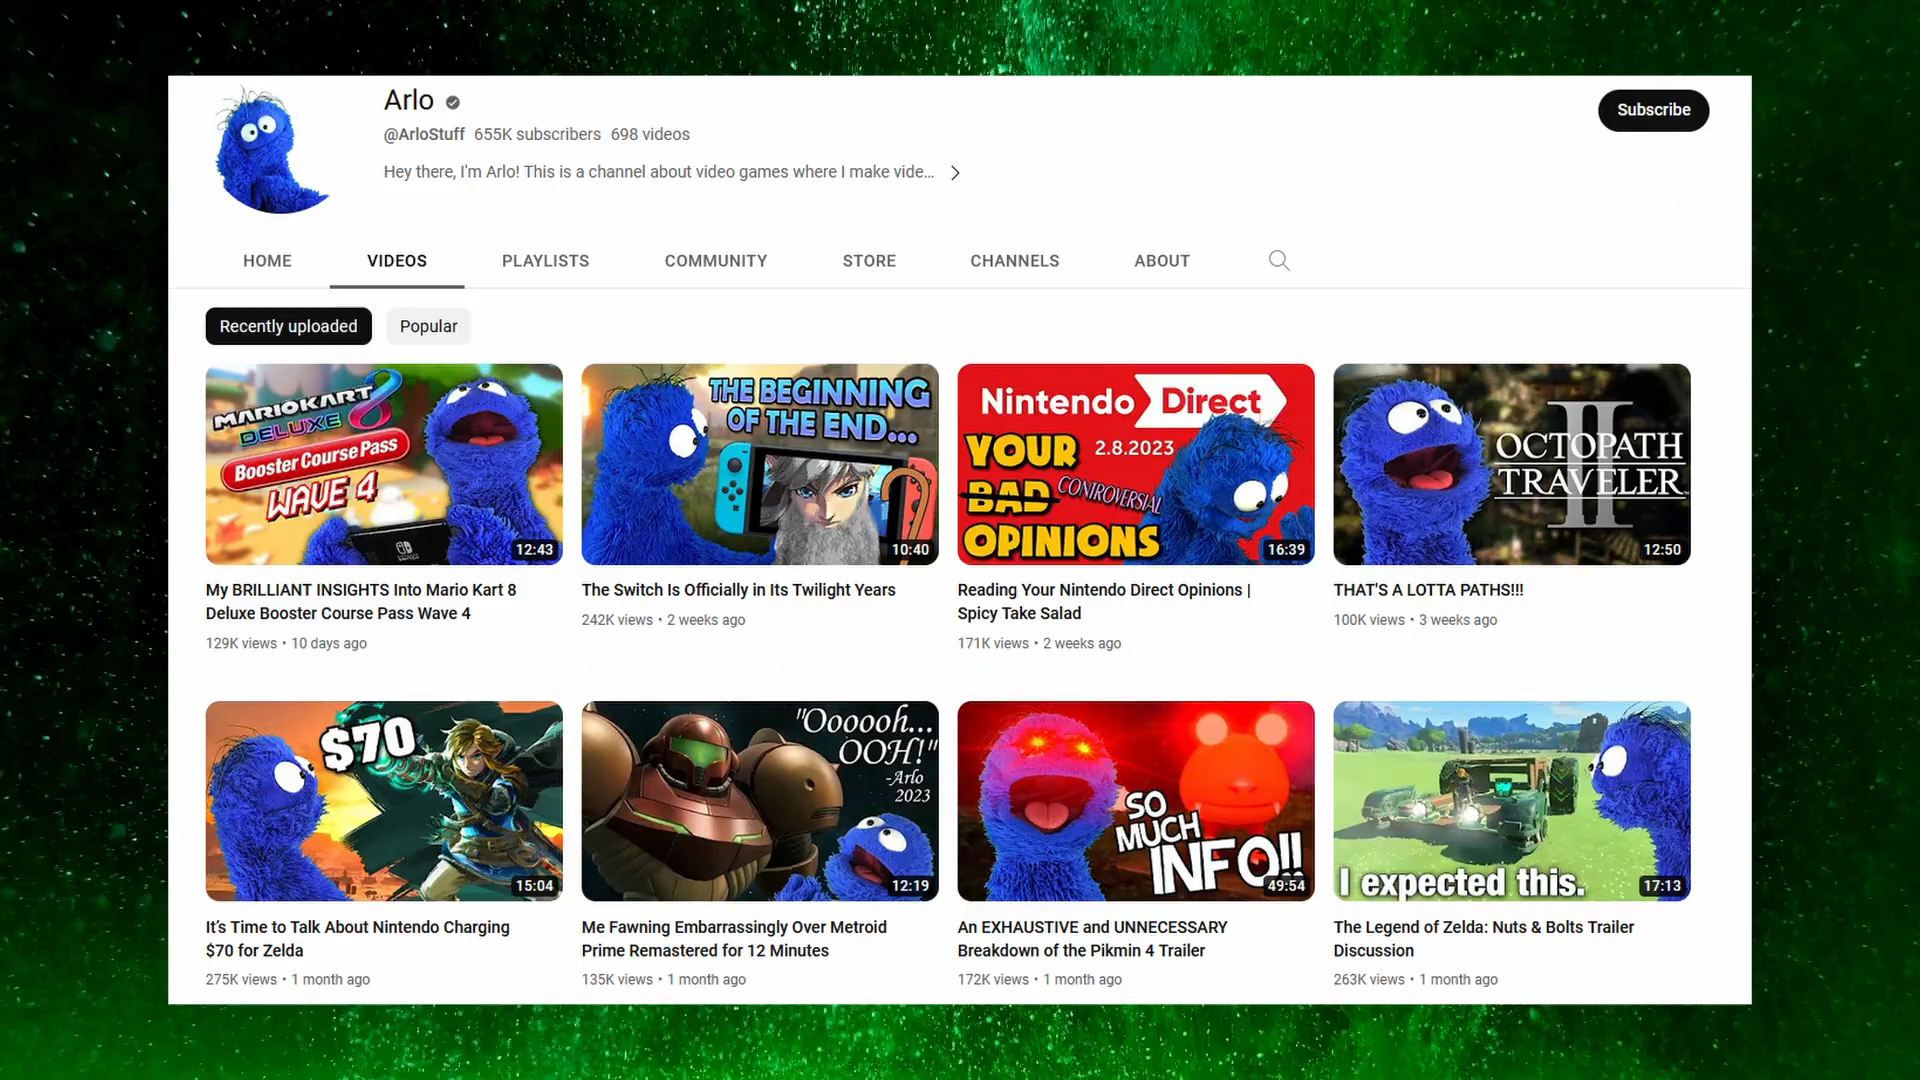 Arlo
@ArloStuff 655K subscribers 698 videos
Subscribe
Hey there, I'm Arlo! This is a channel about video games where I make vide...
HOME VIDEOS PLAYLISTS COMMUNITY STORE CHANNELS ABOUT
Recently uploaded Popular
MARIOKART 8
DELUXE
Booster Course Pass
WAVE 4
12:43
THE BEGINNING
OF THE END...
10:40
Nintendo Direct
YOUR 2.8.2023
BAD CONTROVERSIAL
OPINIONS
16:39
OCTOPATH
TRAVELER
II
12:50
My BRILLIANT INSIGHTS Into Mario Kart 8
Deluxe Booster Course Pass Wave 4
129K views • 10 days ago
The Switch Is Officially in Its Twilight Years
242K views • 2 weeks ago
Reading Your Nintendo Direct Opinions |
Spicy Take Salad
171K views • 2 weeks ago
THAT'S A LOTTA PATHS!!!
100K views • 3 weeks ago
$70
15:04
"Oooooh...
OOH!"
-Arlo
2023
12:19
SO
MUCH
INFO!!
49:54
I expected this.
17:13
It's Time to Talk About Nintendo Charging
$70 for Zelda
275K views • 1 month ago
Me Fawning Embarrassingly Over Metroid
Prime Remastered for 12 Minutes
135K views • 1 month ago
An EXHAUSTIVE and UNNECESSARY
Breakdown of the Pikmin 4 Trailer
172K views • 1 month ago
The Legend of Zelda: Nuts & Bolts Trailer
Discussion
263K views • 1 month ago